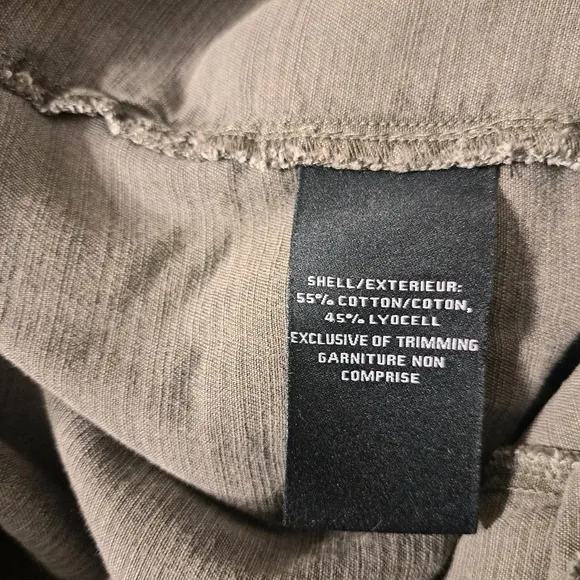 SHELL/EXTERIEUR:
55% COTTON/COTON,
45% LYOCELL
EXCLUSIVE OF TRIMMING
GARNITURE NON
COMPRISE